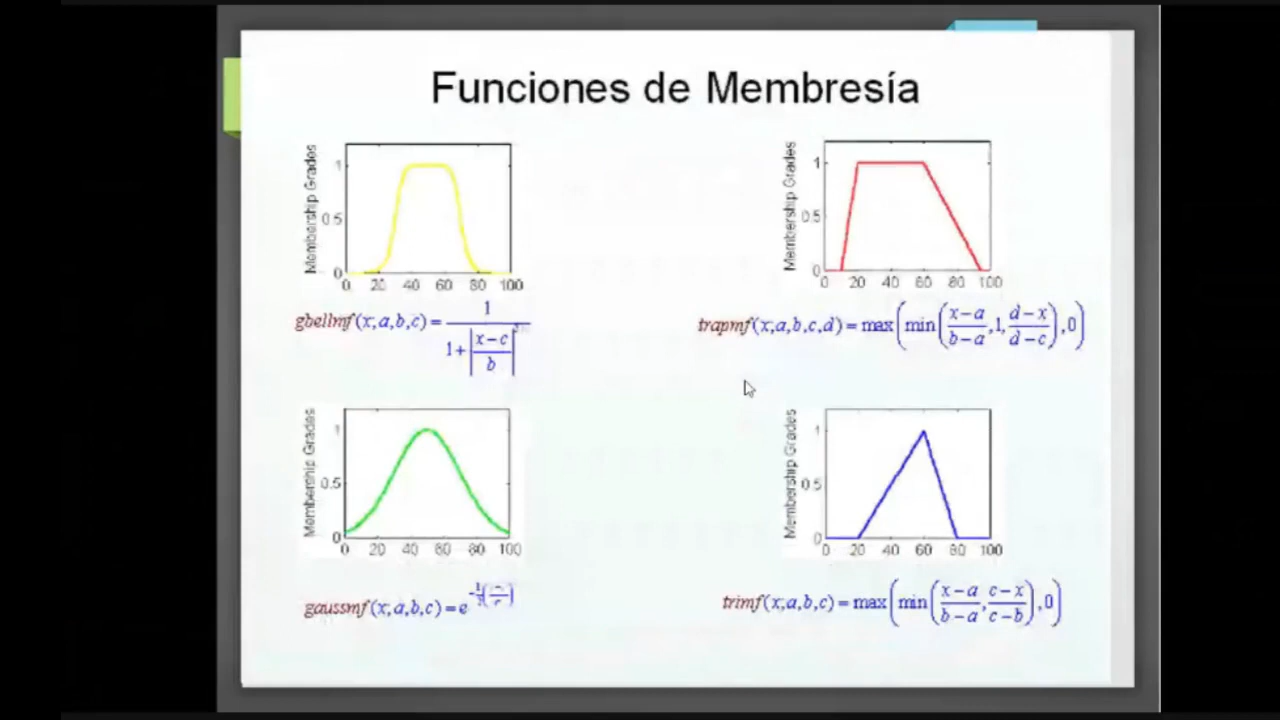 Funciones de Membresía
Membership Grades
1
0.5
0
0 20 40 60 80 100
gbellmf(x;a,b,c) = 1 / (1 + |(x−c)/b|
Membership Grades
1
0.5
0
0 20 40 60 80 100
trapmf(x;a,b,c,d) = max(min((x−a)/(b−a), 1, (d−x)/(d−c)), 0)
Membership Grades
1
0.5
0 20 40 60 80 100
gaussmf(x;a,b,c) = e
Membership Grades
1
0.5
0
0 20 40 60 80 100
trimf(x;a,b,c) = max(min((x−a)/(b−a), (c−x)/(c−b)), 0)